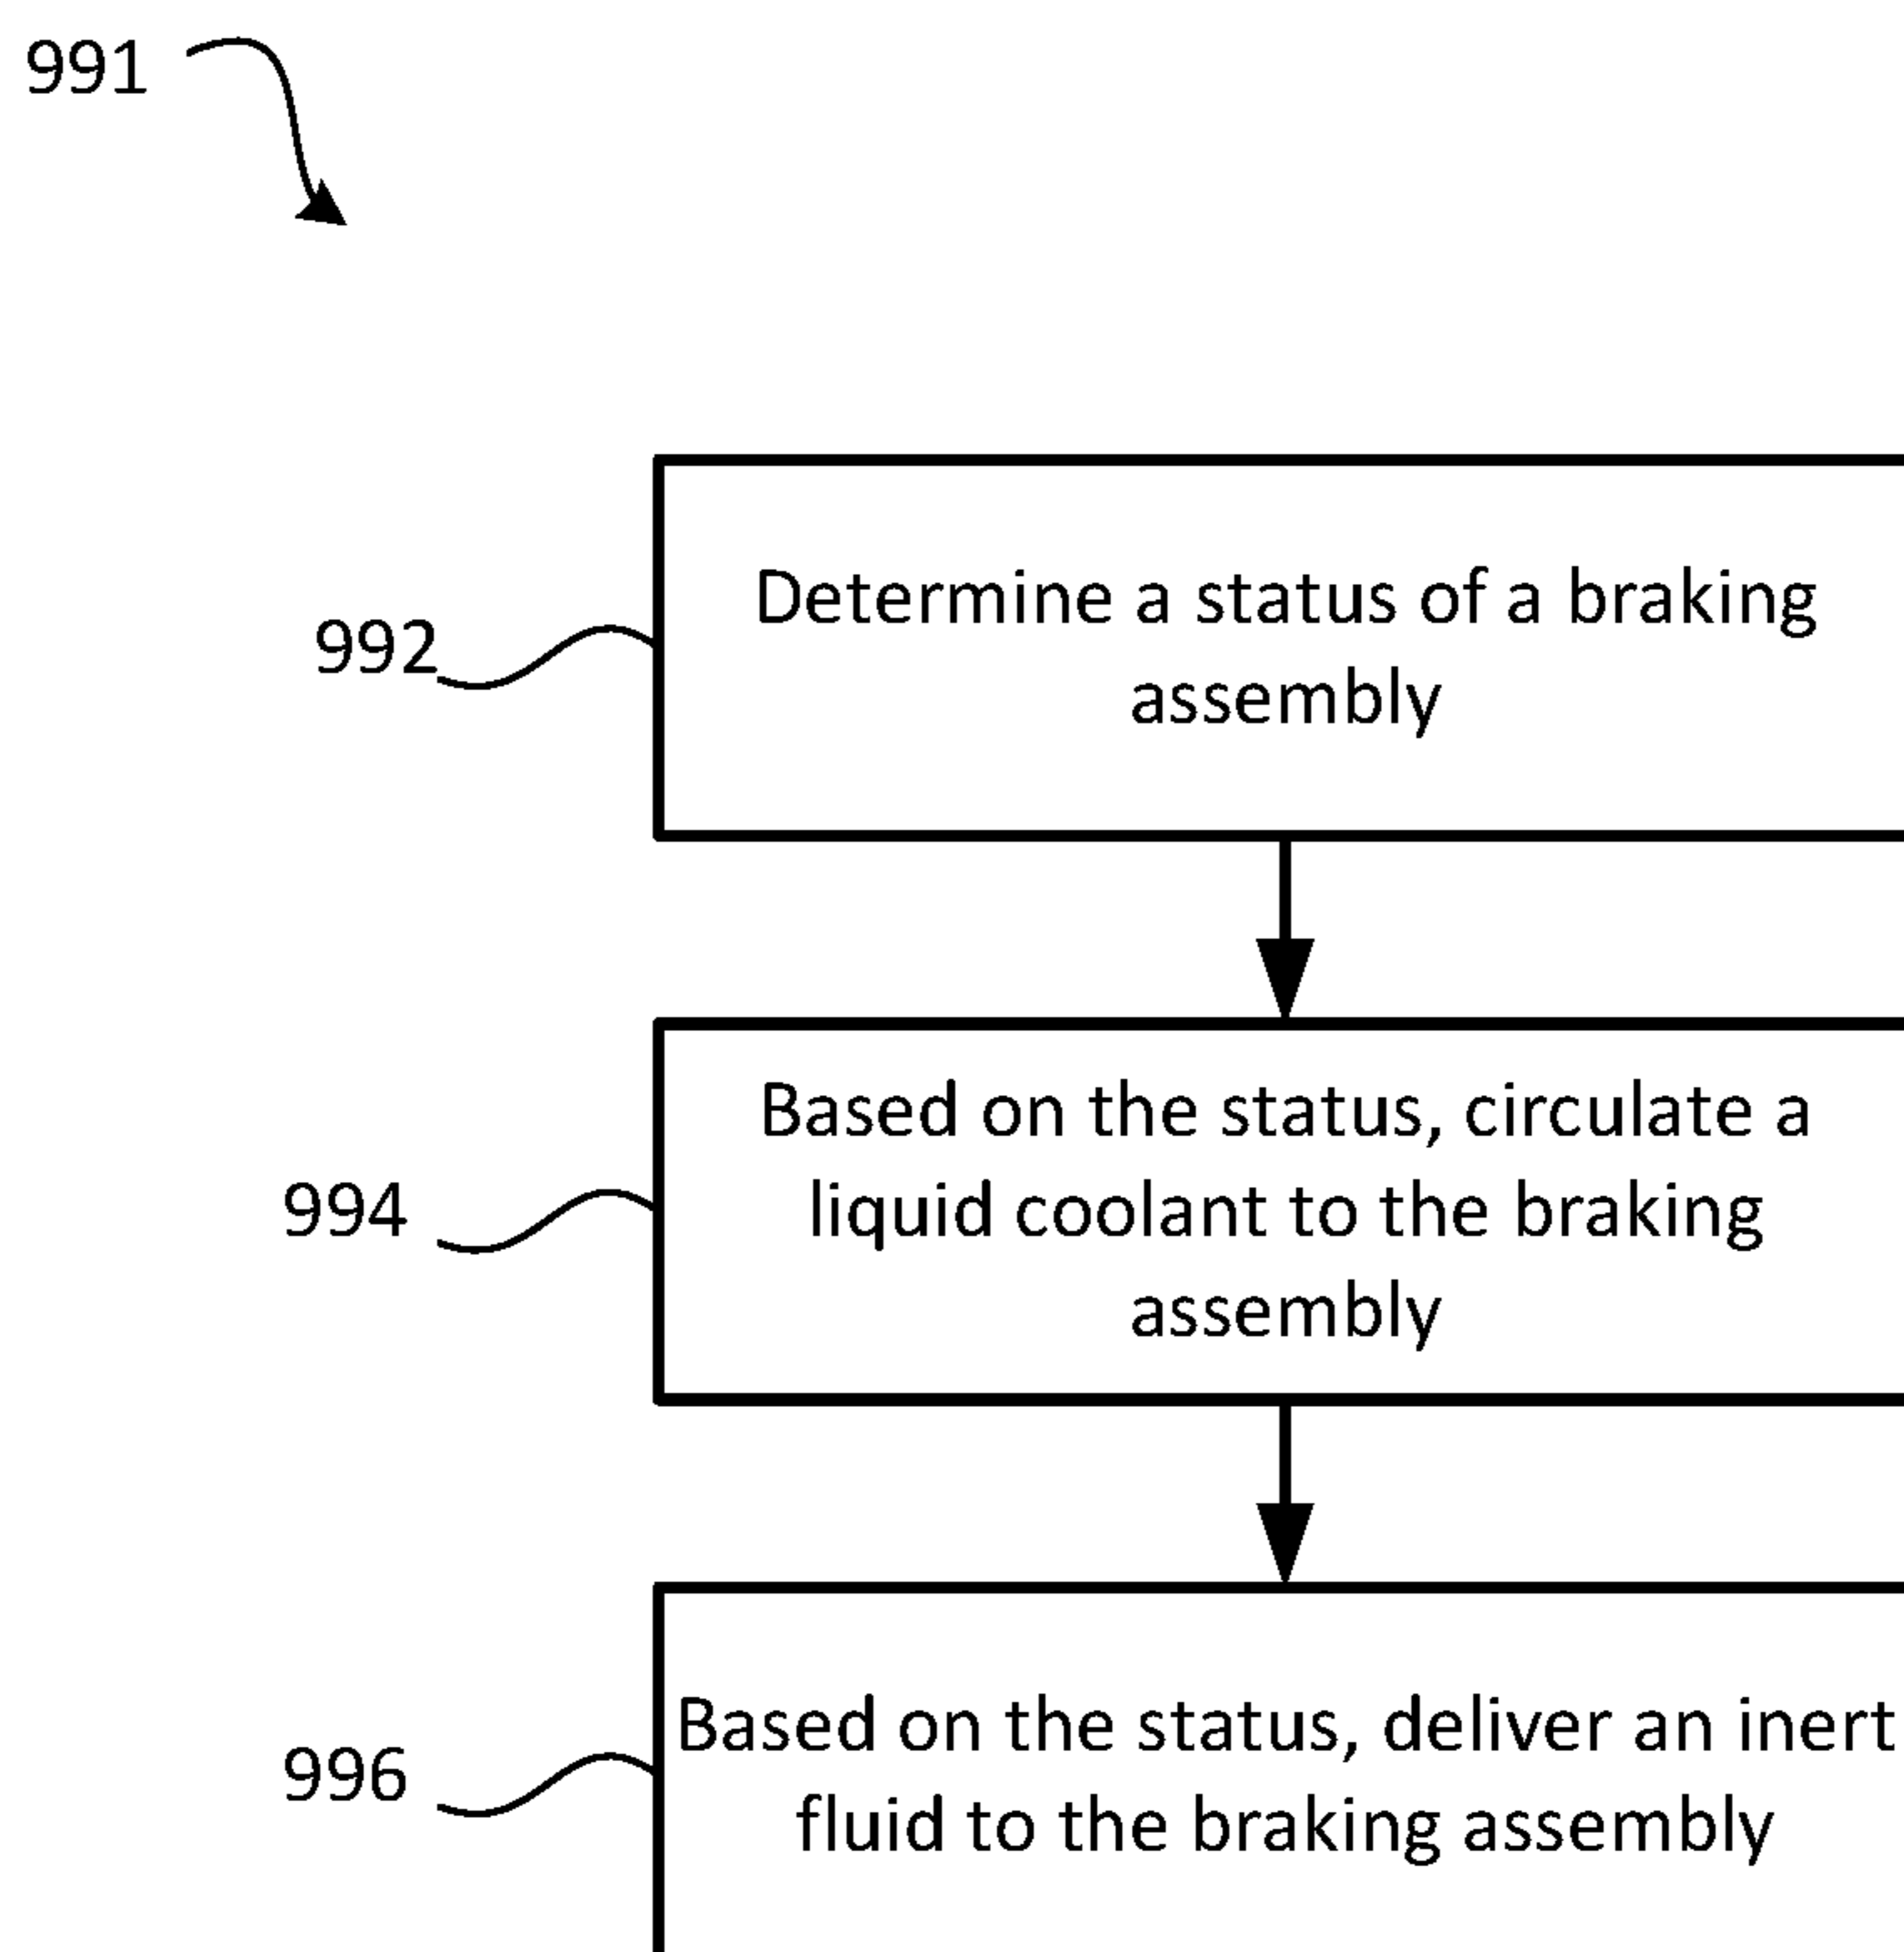 991
992
Determine a status of a braking
assembly
994
Based on the status, circulate a
liquid coolant to the braking
assembly
996
Based on the status, deliver an inert
fluid to the braking assembly